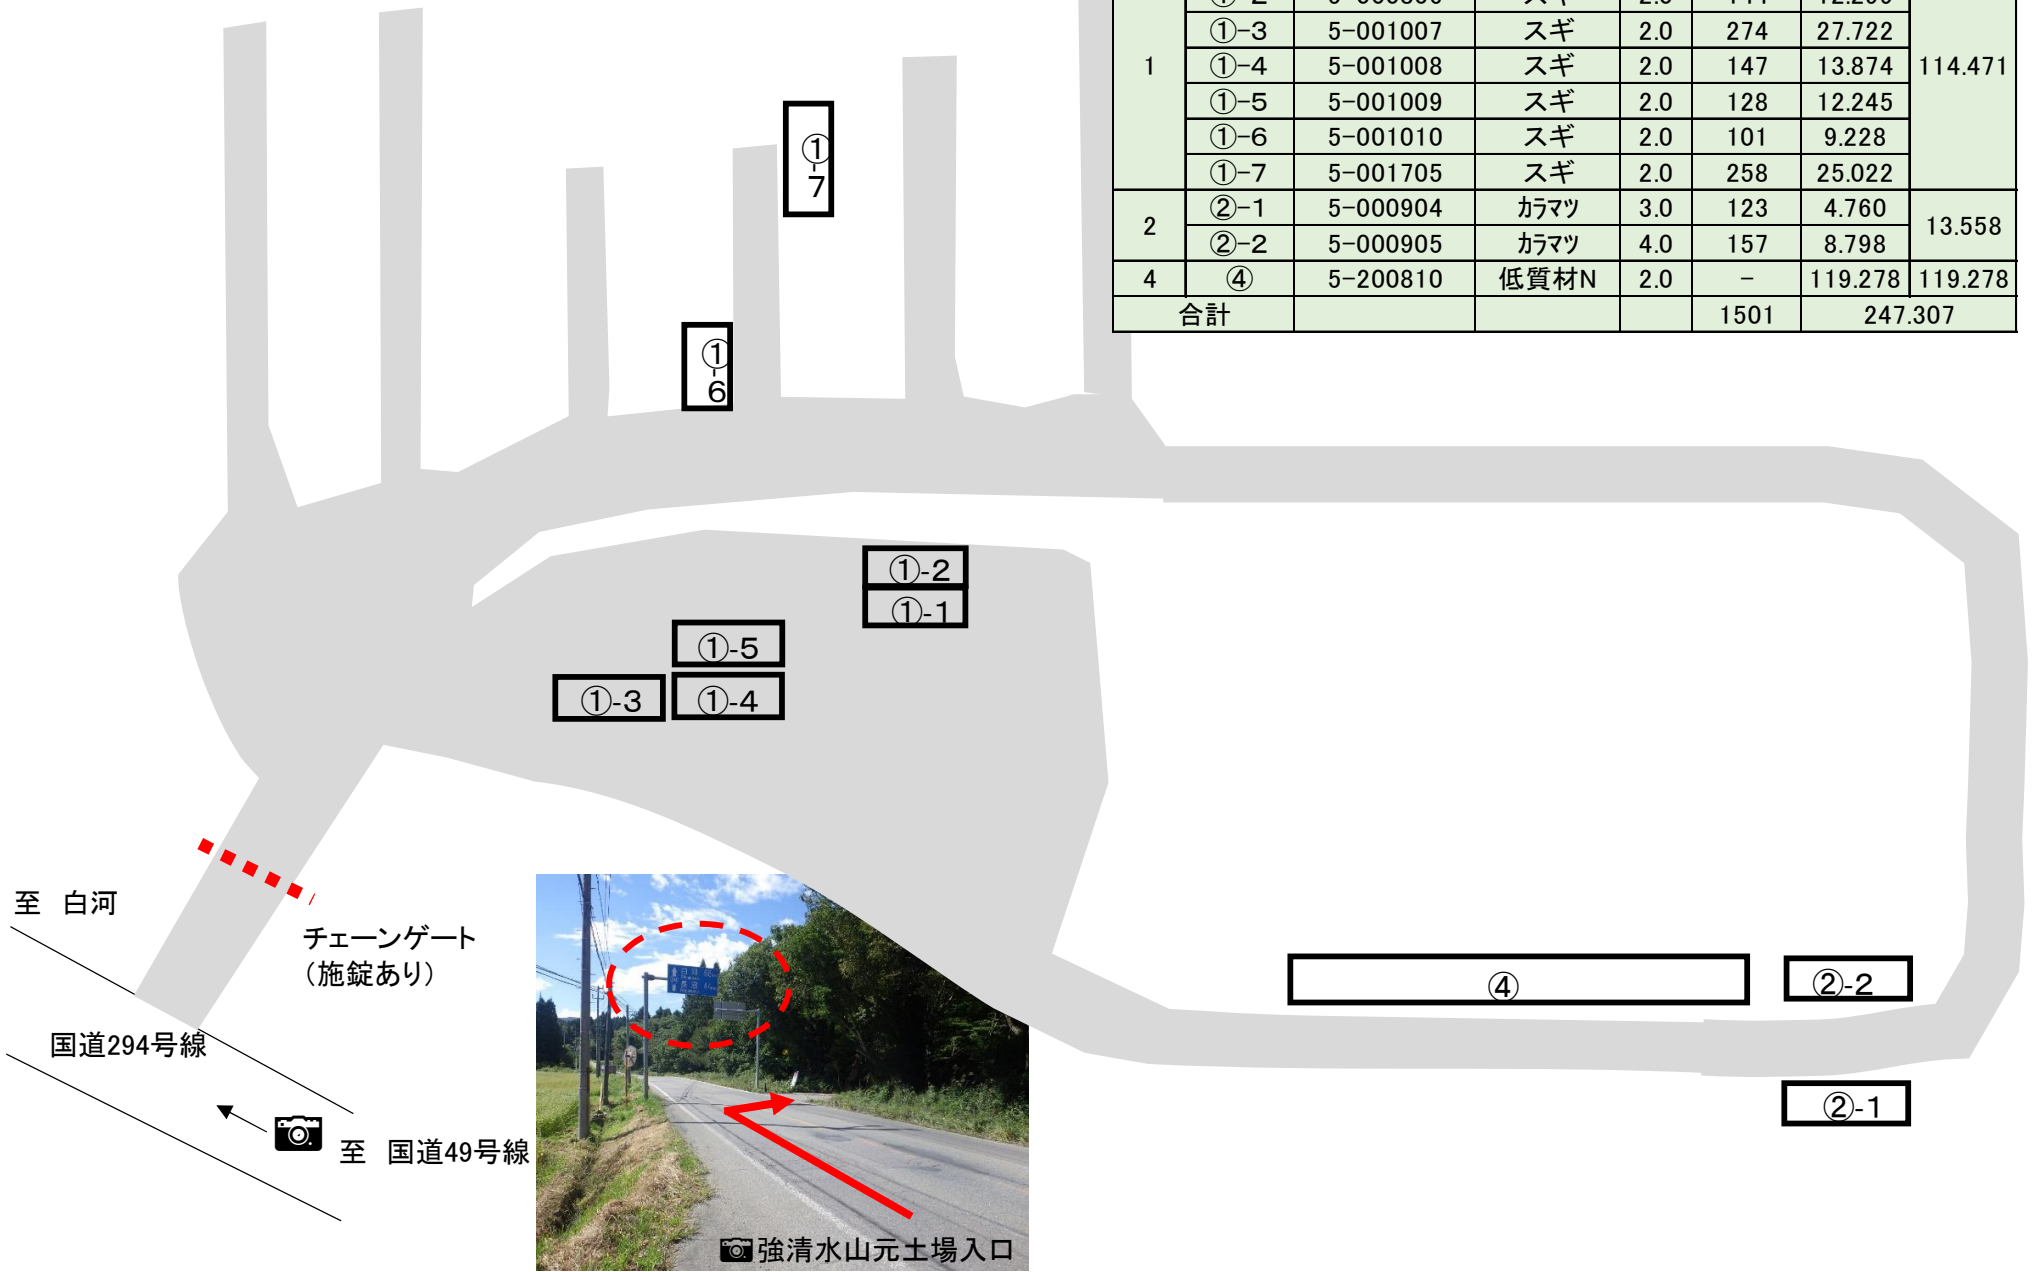 ①-3 5-001007 スギ 2.0 274 27.722
1 ①-4 5-001008 スギ 2.0 147 13.874 114.471
①-5 5-001009 スギ 2.0 128 12.245
①-6 5-001010 スギ 2.0 101 9.228
①-7 5-001705 スギ 2.0 258 25.022
2 ②-1 5-000904 カラマツ 3.0 123 4.760 13.558
②-2 5-000905 カラマツ 4.0 157 8.798
4 ④ 5-200810 低質材N 2.0 - 119.278 119.278
合計 1501 247.307
①-7
①-6
①-2
①-1
①-5
①-3 ①-4
至 白河
チェーンゲート
（施錠あり）
④ ②-2
国道294号線
②-1
至 国道49号線
強清水山元土場入口